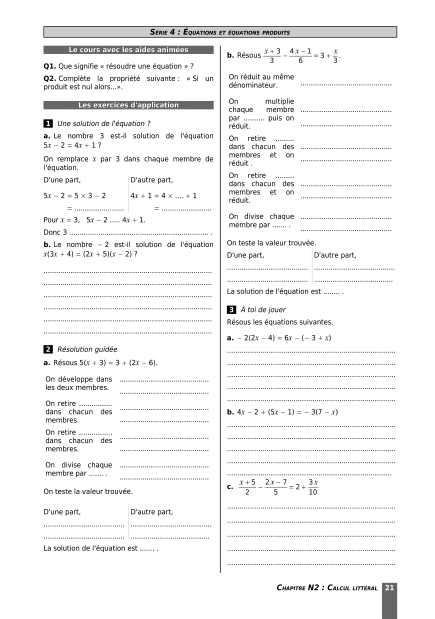 SÉRIE 4 : ÉQUATIONS ET ÉQUATIONS PRODUITS
Le cours avec les aides animées
Q1. Que signifie « résoudre une équation » ?
Q2. Complète la propriété suivante : « Si un
produit est nul alors...».
Les exercices d'application
1 Une solution de l'équation ?
a. Le nombre 3 est-il solution de l'équation
5x − 2 = 4x + 1 ?
On remplace x par 3 dans chaque membre de
l'équation.
D'une part, D'autre part,
5x − 2 = 5 × 3 − 2 4x + 1 = 4 × .... + 1
= ........................ = ........................
Pour x = 3, 5x − 2 ..... 4x + 1.
Donc 3 ............................................................ .
b. Le nombre − 2 est-il solution de l'équation
x(3x + 4) = (2x + 5)(x − 2) ?
2 Résolution guidée
a. Résous 5(x + 3) = 3 + (2x − 6).
On développe dans
les deux membres.
On retire ...............
dans chacun des
membres.
On retire ...............
dans chacun des
membres.
On divise chaque
membre par ....... .
On teste la valeur trouvée.
D'une part, D'autre part,
La solution de l'équation est ....... .
b. Résous (x + 3)/3 − (4x − 1)/6 = 3 + x/3.
On réduit au même
dénominateur.
On multiplie
chaque membre
par .......... puis on
réduit.
On retire .........
dans chacun des
membres et on
réduit .
On retire .........
dans chacun des
membres et on
réduit.
On divise chaque
membre par ....... .
On teste la valeur trouvée.
D'une part, D'autre part,
La solution de l'équation est ........ .
3 À toi de jouer
Résous les équations suivantes.
a. − 2(2x − 4) = 6x − (− 3 + x)
b. 4x − 2 + (5x − 1) = − 3(7 − x)
c. (x + 5)/2 − (2x − 7)/5 = 2 + 3x/10
CHAPITRE N2 : CALCUL LITTÉRAL 21